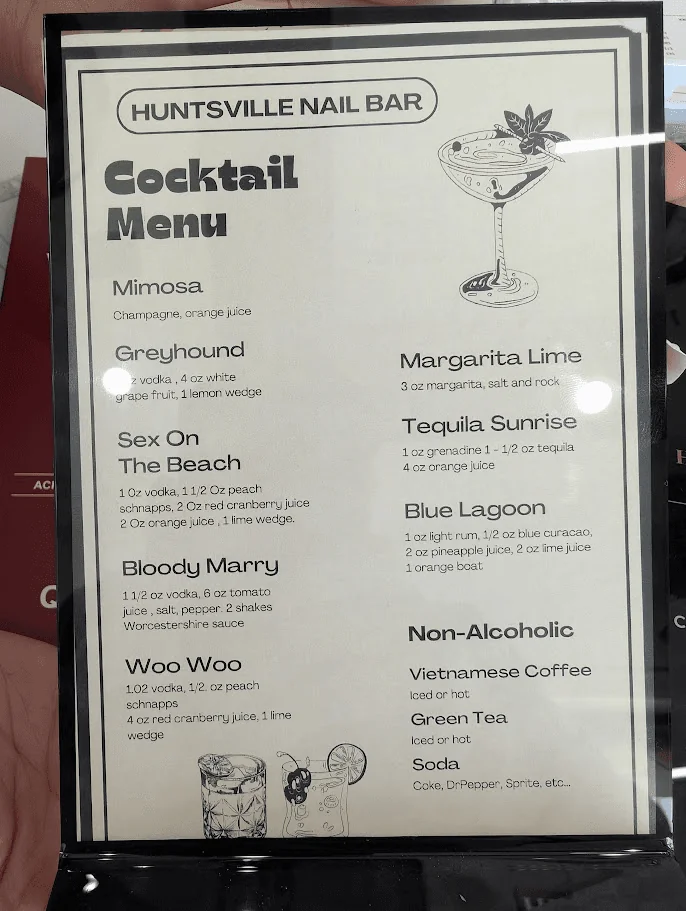 HUNTSVILLE NAIL BAR
Cocktail
Menu
Mimosa
Champagne, orange juice
Greyhound
z vodka , 4 oz white
grape fruit, 1 lemon wedge
Sex On
The Beach
1 Oz vodka, 1 1/2 Oz peach
schnapps, 2 Oz red cranberry juice
2 Oz orange juice , 1 lime wedge.
Bloody Marry
1 1/2 oz vodka, 6 oz tomato
juice , salt, pepper. 2 shakes
Worcestershire sauce
Woo Woo
1.02 vodka, 1/2. oz peach
schnapps
4 oz red cranberry juice, 1 lime
wedge
Margarita Lime
3 oz margarita, salt and rock
Tequila Sunrise
1 oz grenadine 1 - 1/2 oz tequila
4 oz orange juice
Blue Lagoon
1 oz light rum, 1/2 oz blue curacao,
2 oz pineapple juice, 2 oz lime juice
1 orange boat
Non-Alcoholic
Vietnamese Coffee
Iced or hot
Green Tea
Iced or hot
Soda
Coke, DrPepper, Sprite, etc...